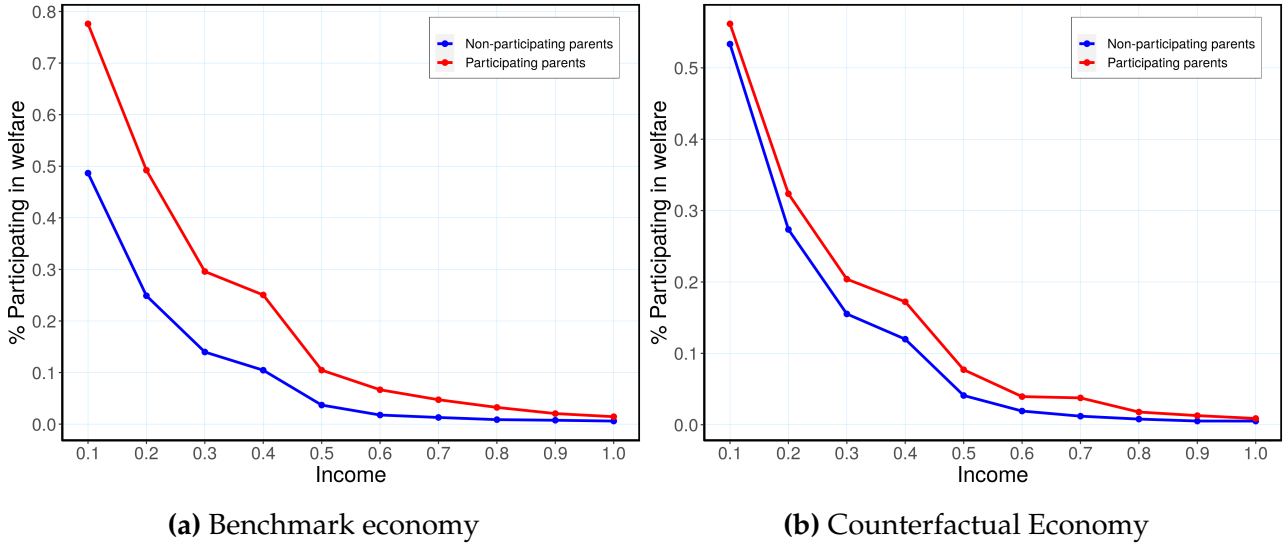 0.8
0.7
0.6
0.5
0.4
0.3
0.2
0.1
0.0
% Participating in welfare
Non-participating parents
Participating parents
0.1 0.2 0.3 0.4 0.5 0.6 0.7 0.8 0.9 1.0
Income
(a) Benchmark economy
0.5
0.4
0.3
0.2
0.1
0.0
% Participating in welfare
Non-participating parents
Participating parents
0.1 0.2 0.3 0.4 0.5 0.6 0.7 0.8 0.9 1.0
Income
(b) Counterfactual Economy